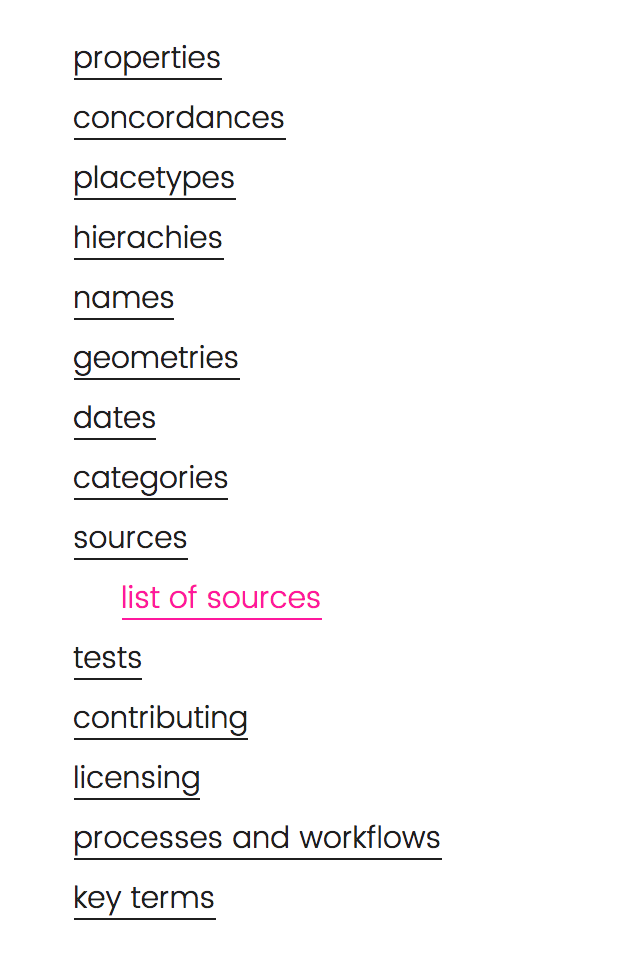 properties
concordances
placetypes
hierachies
names
geometries
dates
categories
sources
list of sources
tests
contributing
licensing
processes and workflows
key terms